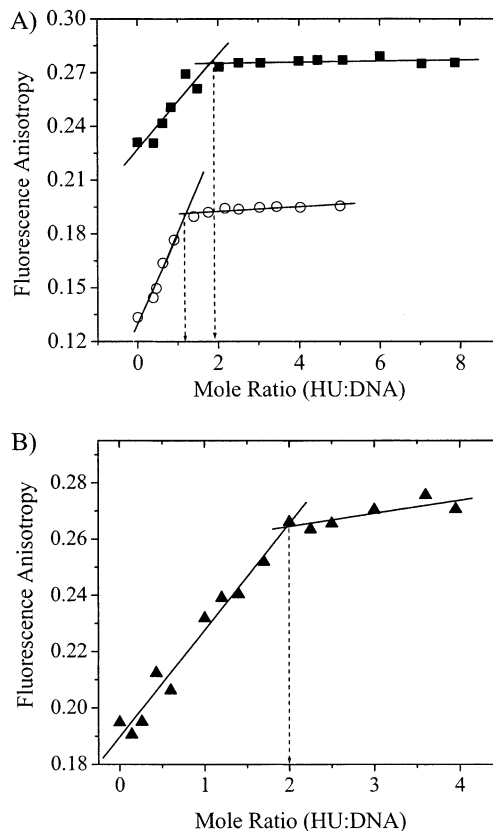 A)
0.30
0.27
0.24
0.21
0.18
0.15
0.12
Fluorescence Anisotropy
0 2 4 6 8
Mole Ratio (HU:DNA)
B)
0.28
0.26
0.24
0.22
0.20
0.18
Fluorescence Anisotropy
0 1 2 3 4
Mole Ratio (HU:DNA)